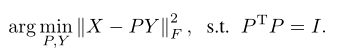 arg min_{P,Y} ‖X − PY‖_F^2 , s.t. P^T P = I.